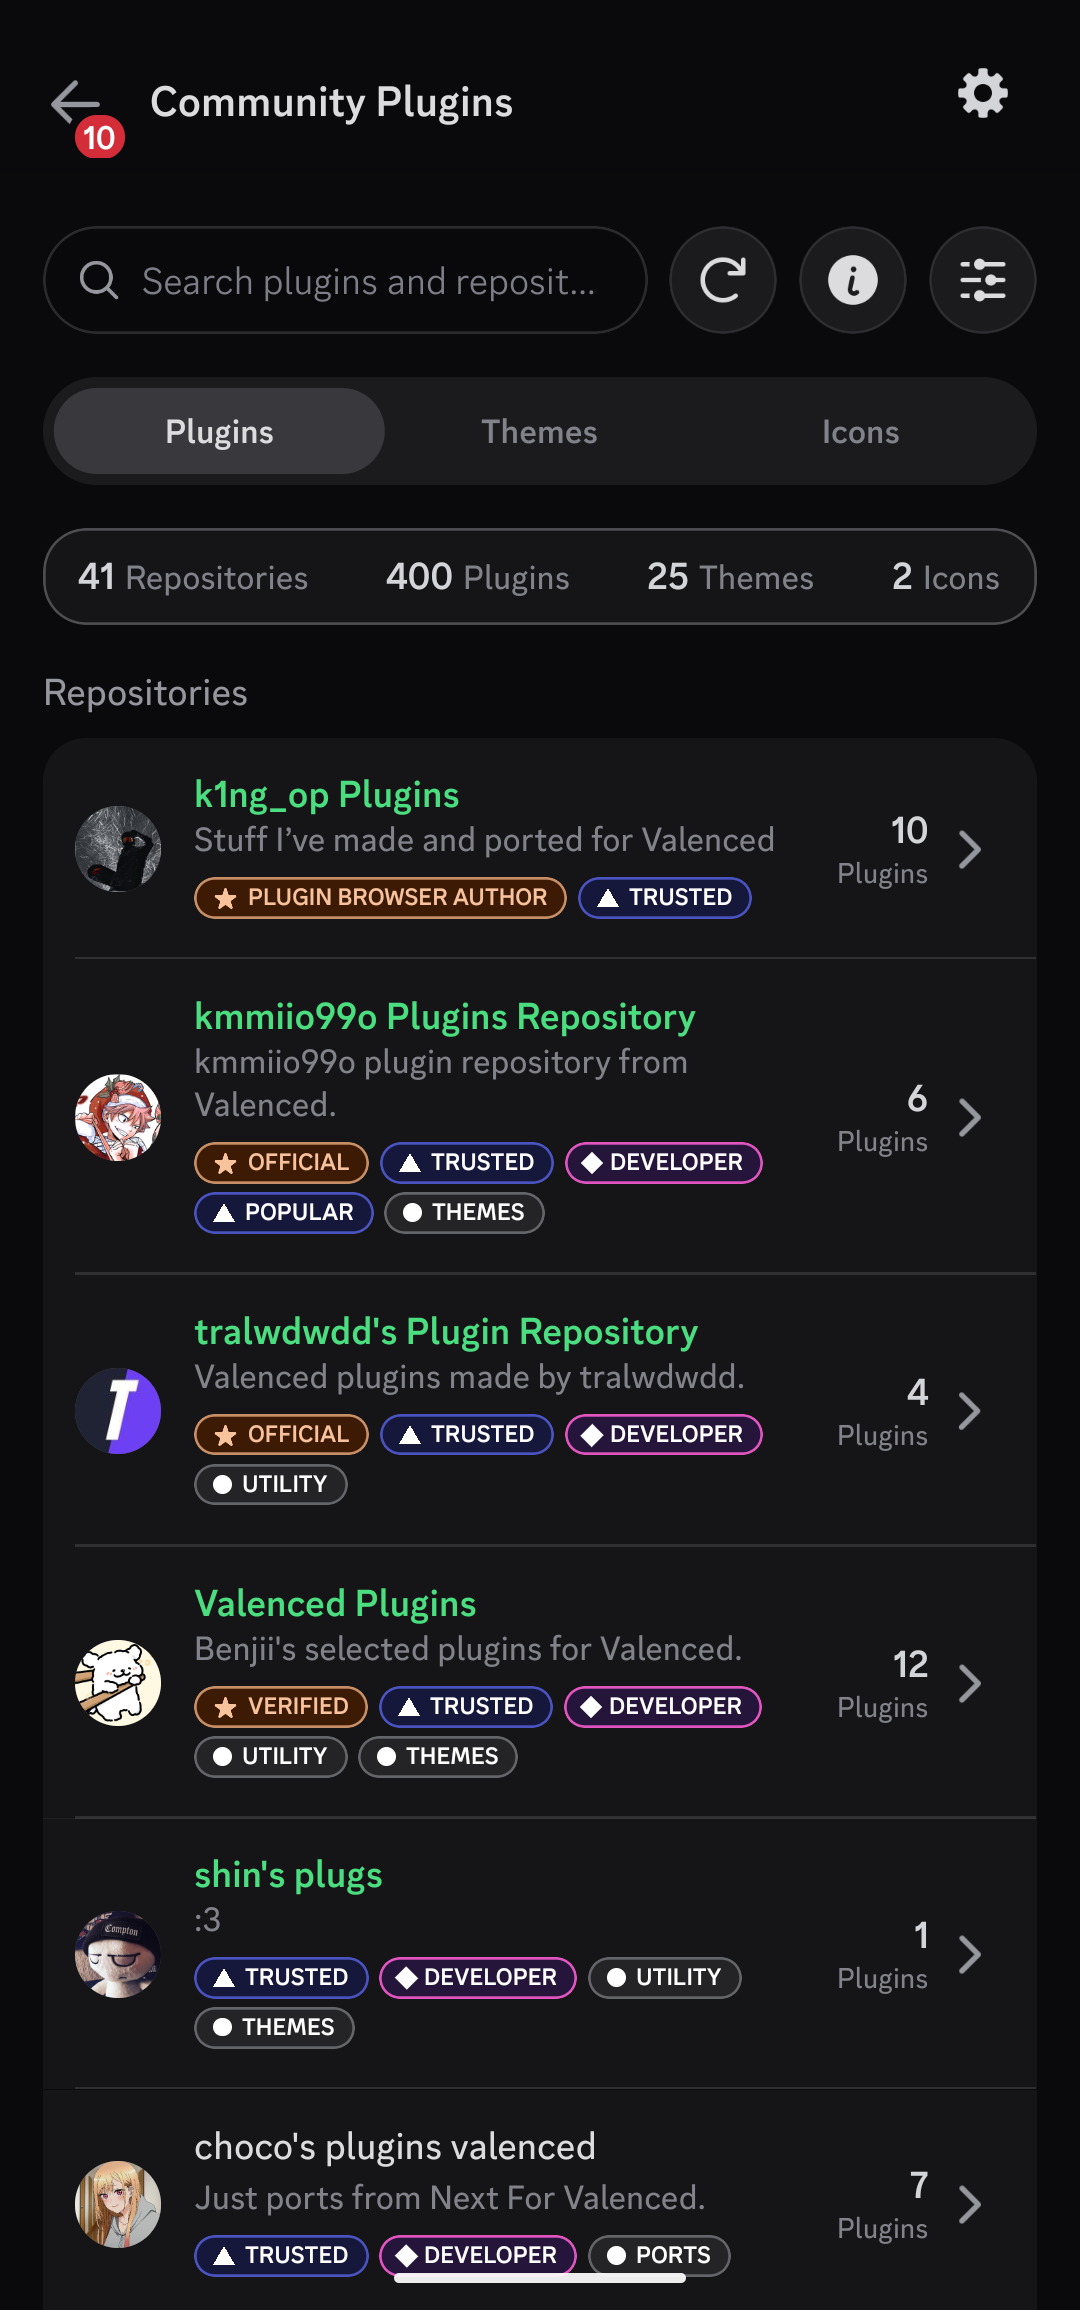 Community Plugins
10
Search plugins and reposit...
Plugins Themes Icons
41 Repositories 400 Plugins 25 Themes 2 Icons
Repositories
k1ng_op Plugins
Stuff I’ve made and ported for Valenced
PLUGIN BROWSER AUTHOR TRUSTED
10
Plugins
kmmiio99o Plugins Repository
kmmiio99o plugin repository from
Valenced.
OFFICIAL TRUSTED DEVELOPER
POPULAR THEMES
6
Plugins
tralwdwdd's Plugin Repository
Valenced plugins made by tralwdwdd.
OFFICIAL TRUSTED DEVELOPER
UTILITY
4
Plugins
Valenced Plugins
Benjii's selected plugins for Valenced.
VERIFIED TRUSTED DEVELOPER
UTILITY THEMES
12
Plugins
Compton
shin's plugs
:3
TRUSTED DEVELOPER UTILITY
THEMES
1
Plugins
choco's plugins valenced
Just ports from Next For Valenced.
TRUSTED DEVELOPER PORTS
7
Plugins